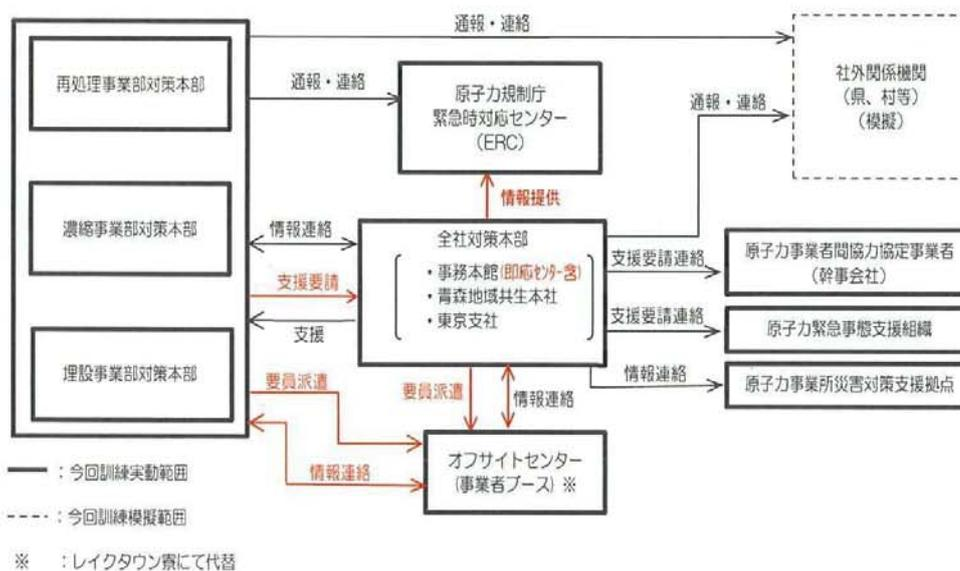 通報・連絡
再処理事業部対策本部
通報・連絡
原子力規制庁
緊急時対応センター
(ERC)
通報・連絡
社外関係機関
(県、村等)
(模擬)
情報提供
濃縮事業部対策本部
情報連絡
全社対策本部
・事務本館(即応センター含)
・青森地域共生本社
・東京支社
支援要請
支援
支援要請連絡
原子力事業者間協力協定事業者
(幹事会社)
支援要請連絡
原子力緊急事態支援組織
情報連絡
原子力事業所災害対策支援拠点
埋設事業部対策本部
要員派遣
要員派遣
情報連絡
情報連絡
オフサイトセンター
(事業者ブース) ※
:今回訓練実動範囲
:今回訓練模擬範囲
※ :レイクタウン寮にて代替